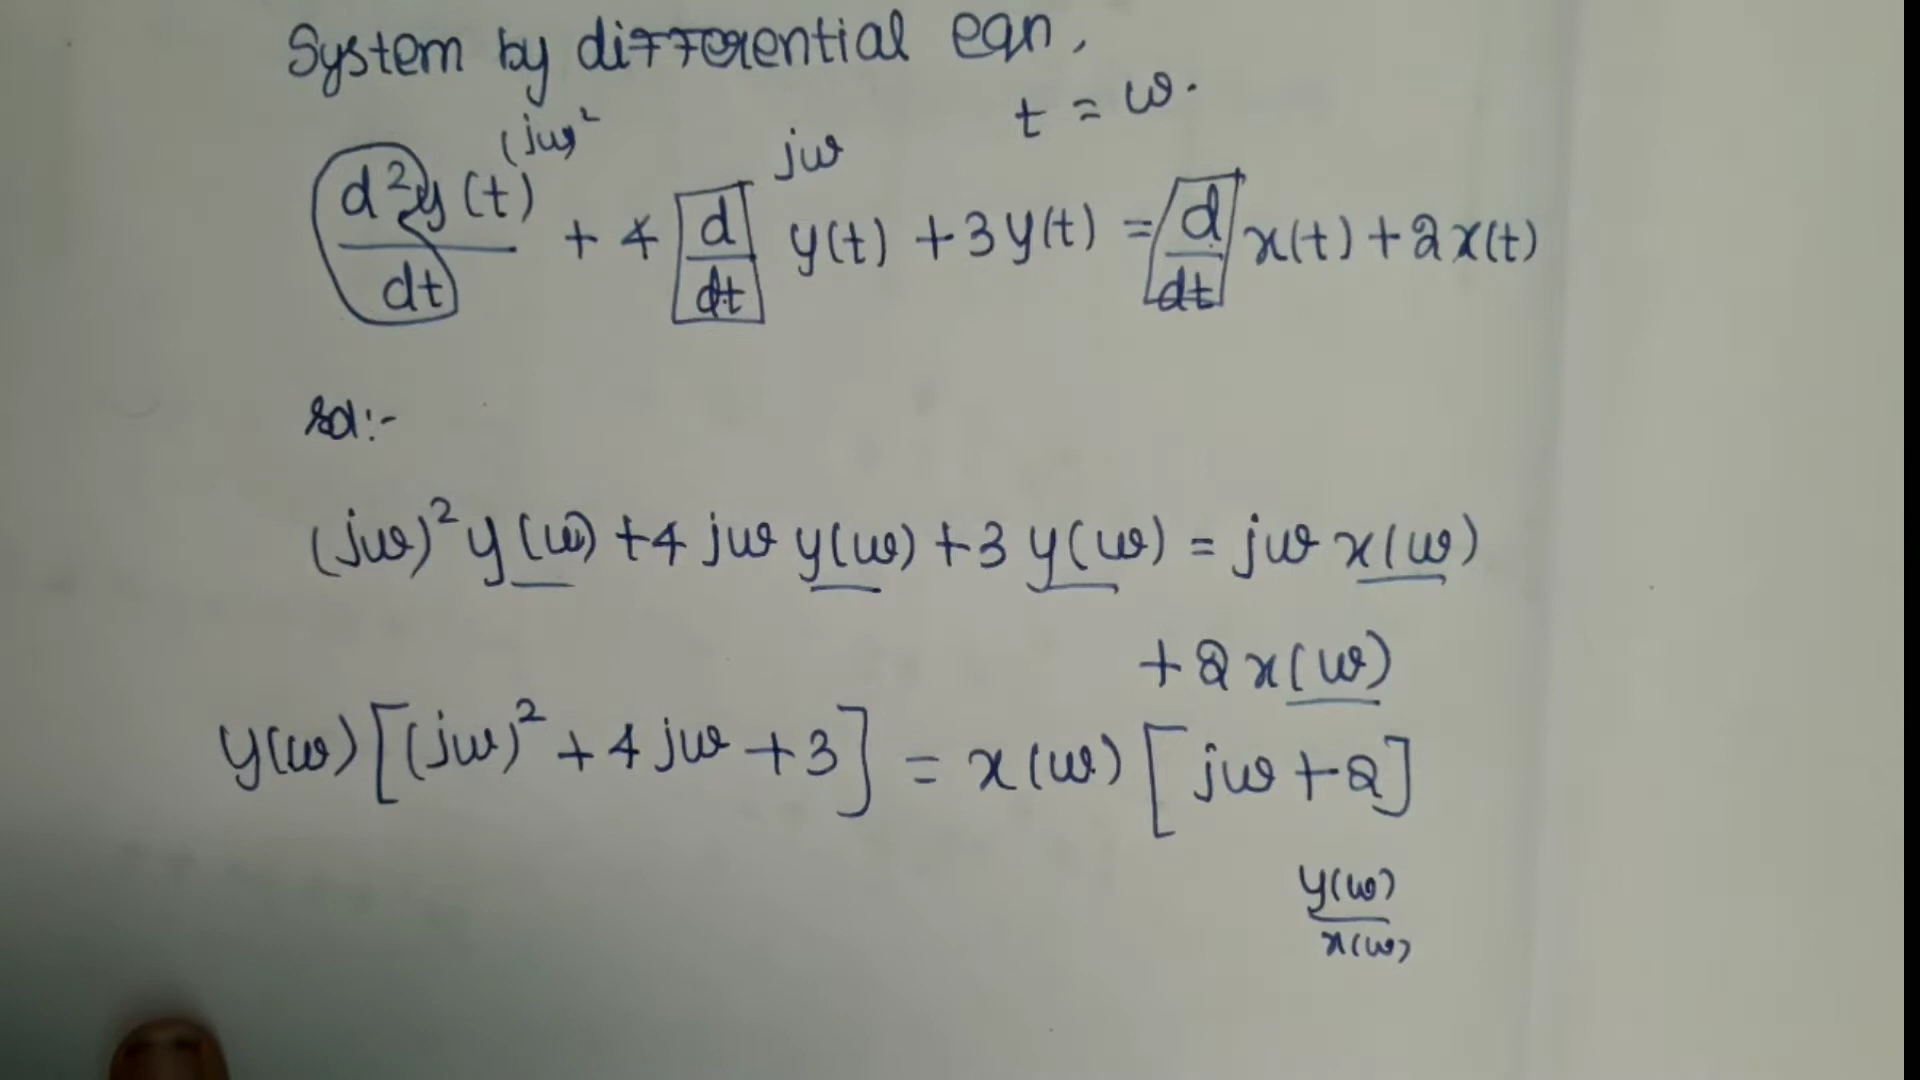 System by differential eqn,
t = ω.
(jω)²
jω
d²y(t)/dt + 4 d/dt y(t) + 3y(t) = d/dt x(t) + 2x(t)
sol:-
(jω)² y(ω) + 4 jω y(ω) + 3 y(ω) = jω x(ω)
+ 2 x(ω)
y(ω) [(jω)² + 4 jω + 3] = x(ω) [jω + 2]
y(ω)
x(ω)